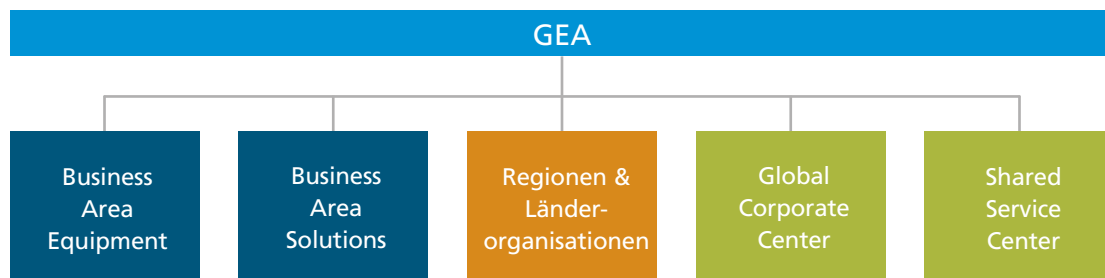 GEA
Business
Area
Equipment
Business
Area
Solutions
Regionen &
Länder-
organisationen
Global
Corporate
Center
Shared
Service
Center